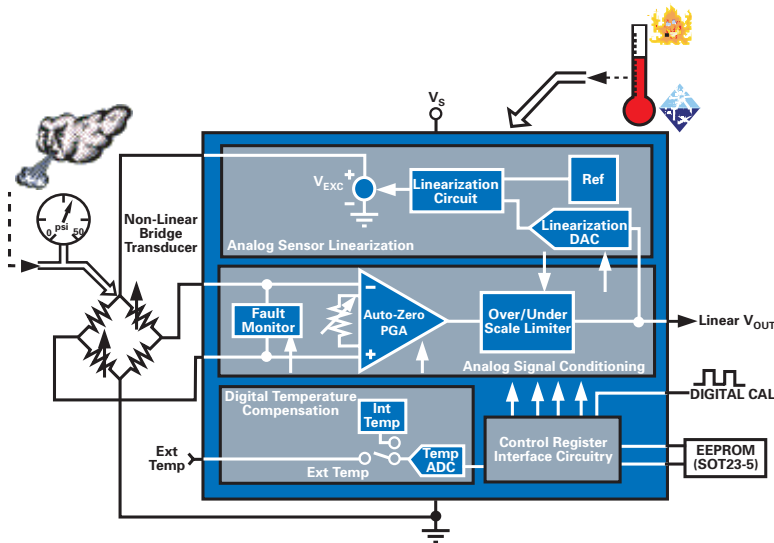 V_S
Non-Linear
Bridge
Transducer
0 psi 50
V_EXC
+
−
Linearization
Circuit
Ref
Linearization
DAC
Analog Sensor Linearization
Fault
Monitor
−
Auto-Zero
PGA
+
Over/Under
Scale Limiter
Linear V_OUT
Analog Signal Conditioning
Digital Temperature
Compensation
Int
Temp
Ext
Temp
Ext Temp
Temp
ADC
Control Register
Interface Circuitry
DIGITAL CAL
EEPROM
(SOT23-5)